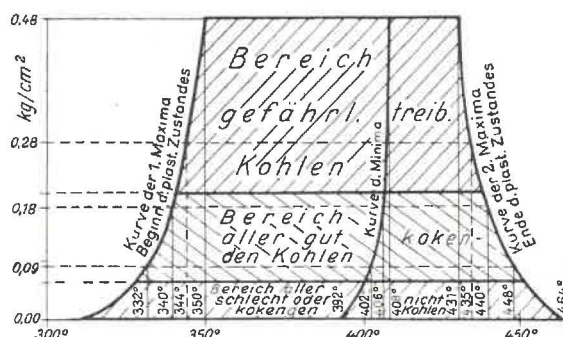 0,48
kg/cm²
0,28
0,18
0,09
0,00
Kurve der 1. Maxima
Beginn d. plast. Zustandes
Bereich
gefährl. treib.
Kohlen
Kurve d. Minima
Kurve der 2. Maxima
Ende d. plast. Zustandes
Bereich
aller gut koken-
den Kohlen
Bereich aller
schlecht oder nicht
Kohlen
332° 340° 344° 350° 392° 402° 431° 435° 440° 448° 464°
300° 350° 400° 450°